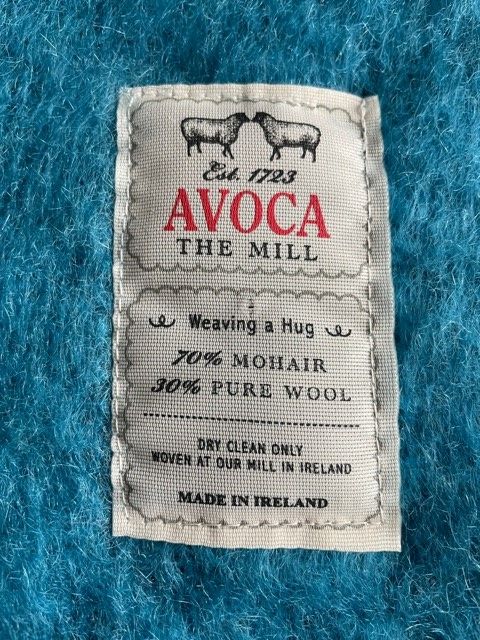 Est. 1723
AVOCA
THE MILL
Weaving a Hug
70% MOHAIR
30% PURE WOOL
DRY CLEAN ONLY
WOVEN AT OUR MILL IN IRELAND
MADE IN IRELAND